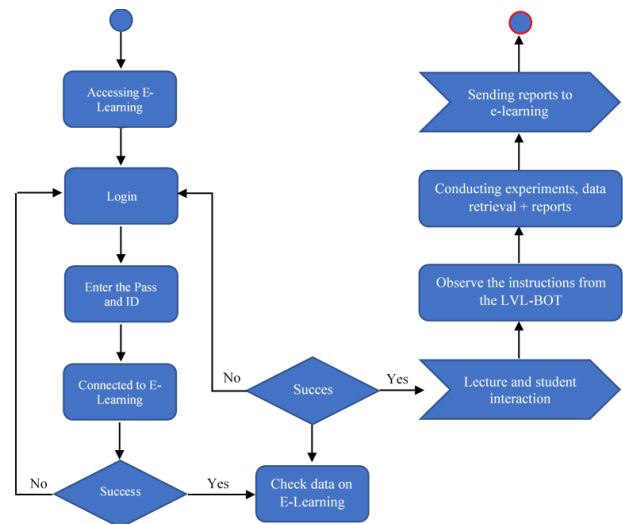 Accessing E-
Learning
Login
Enter the Pass
and ID
Connected to E-
Learning
No
Success
Yes
Check data on
E-Learning
No
Succes
Yes
Lecture and student
interaction
Observe the instructions from
the LVL-BOT
Conducting experiments, data
retrieval + reports
Sending reports to
e-learning